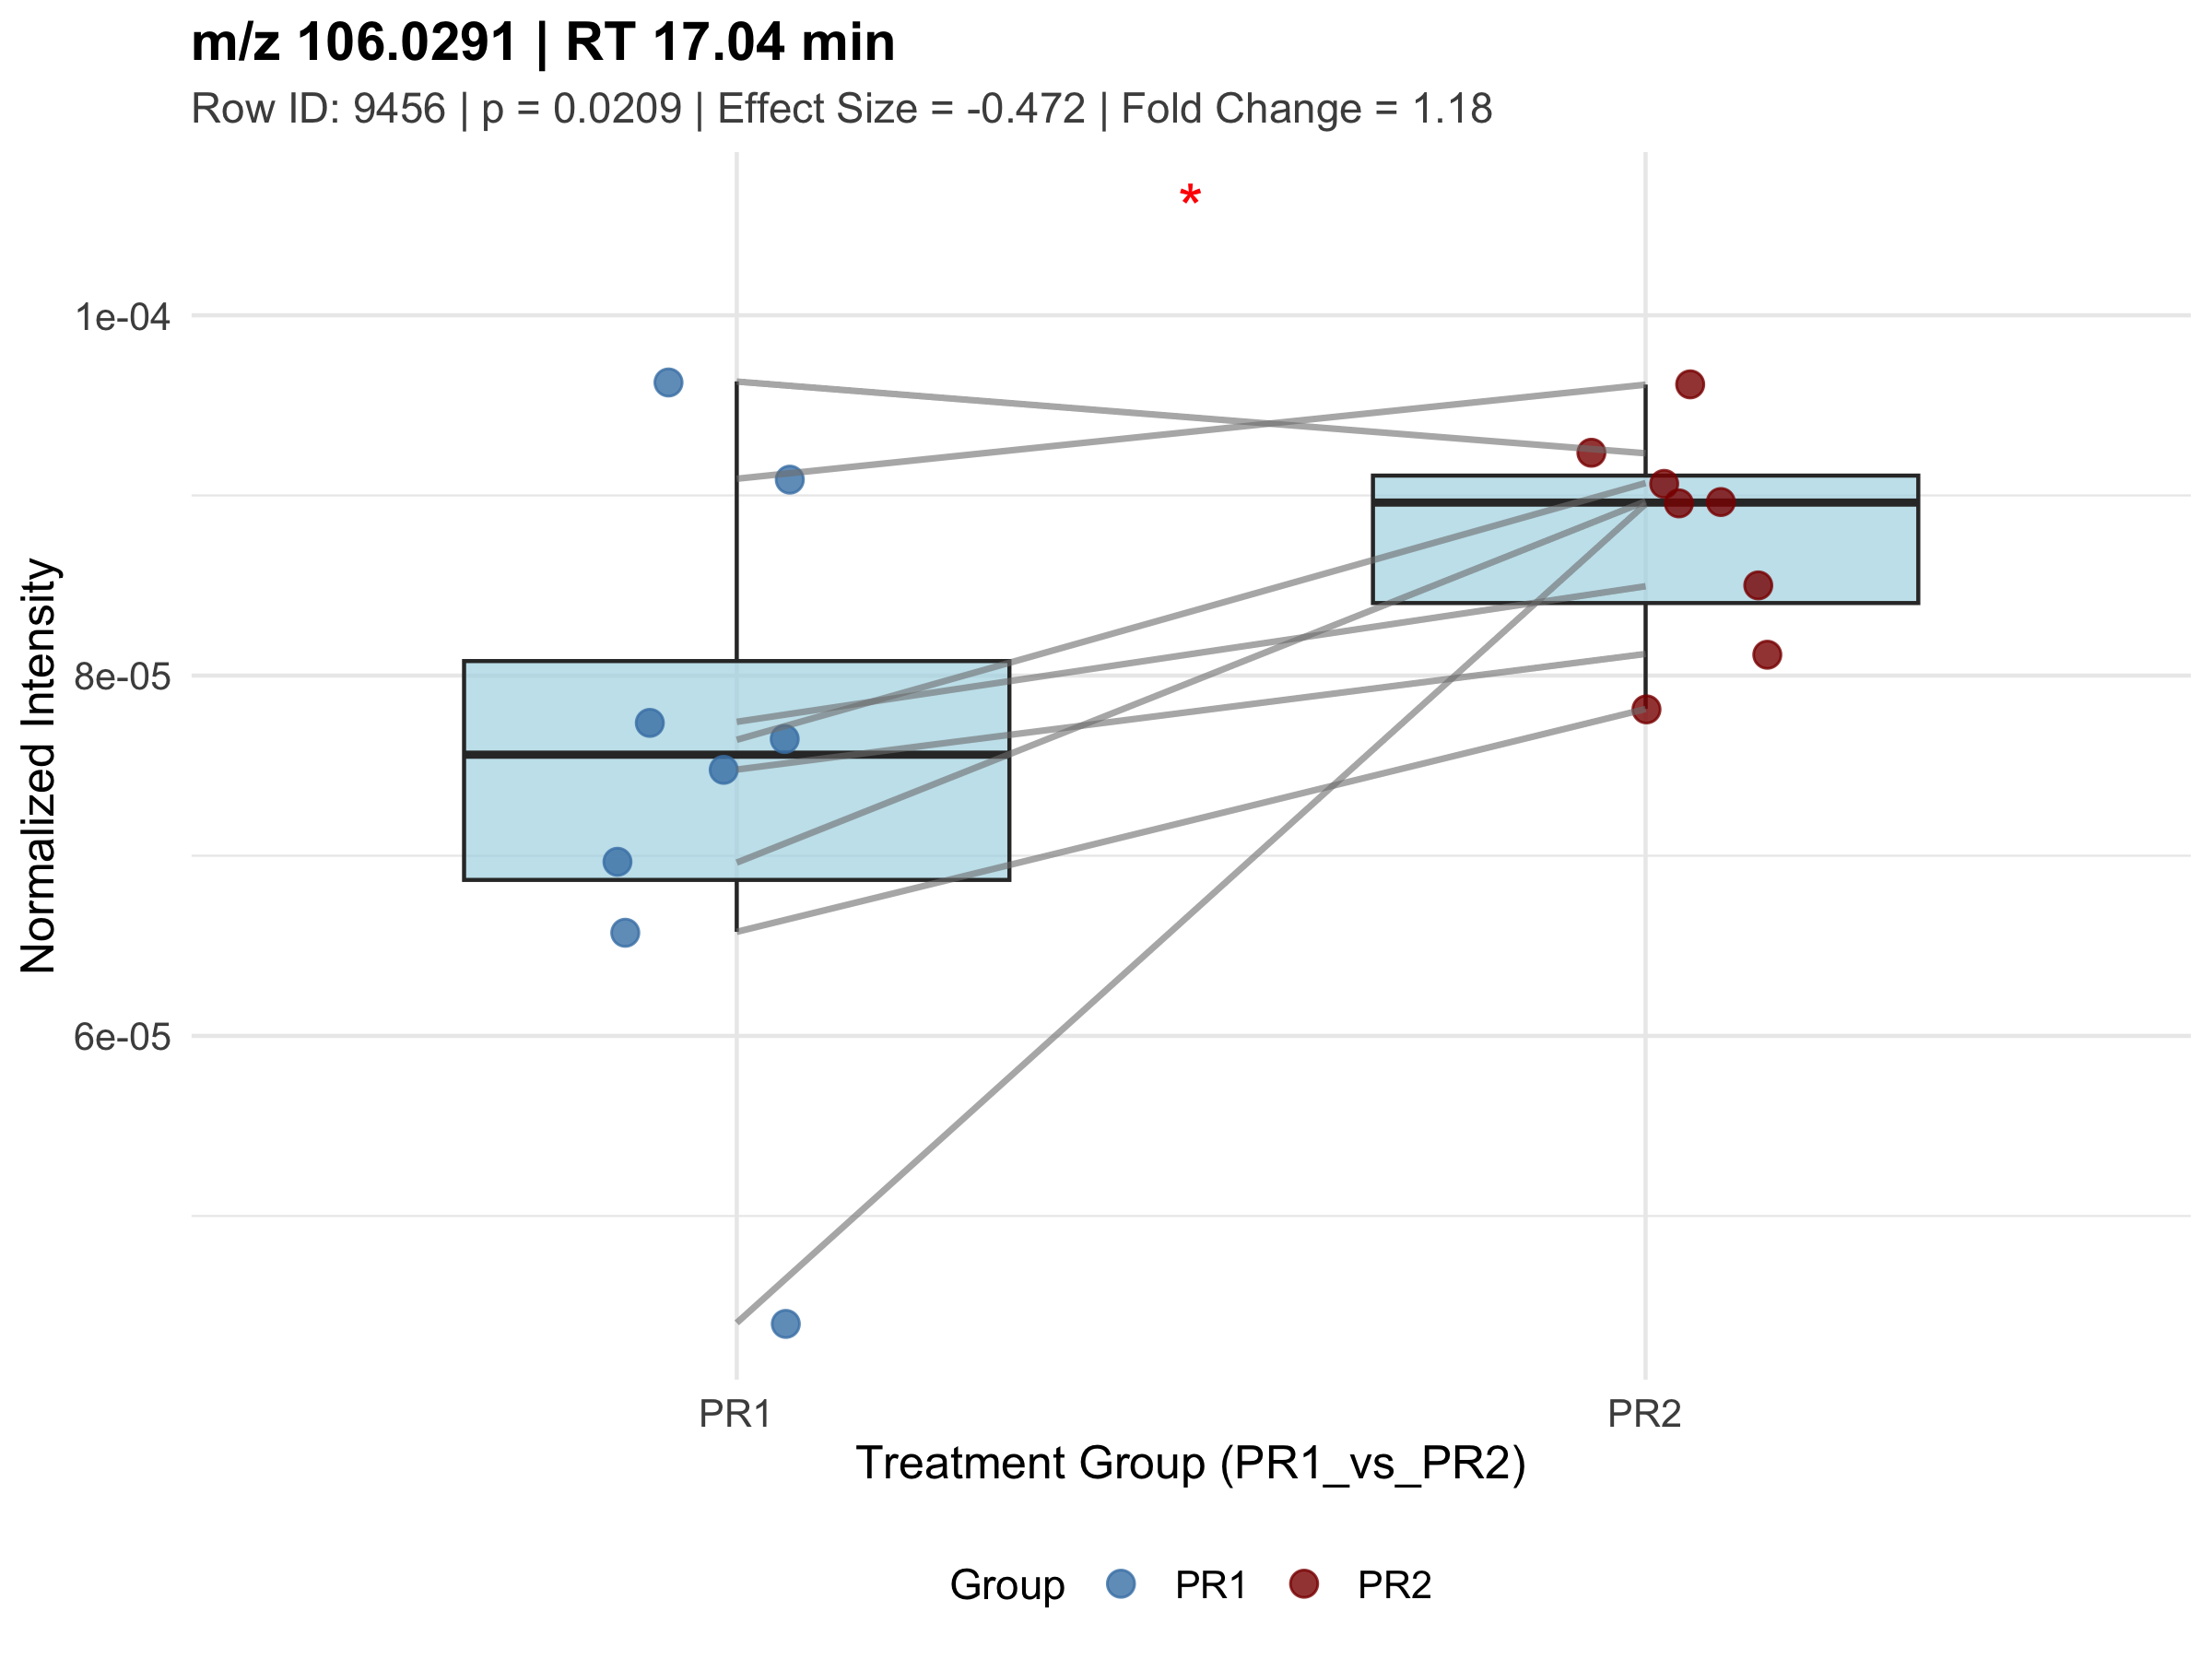 m/z 106.0291 | RT 17.04 min
Row ID: 9456 | p = 0.0209 | Effect Size = -0.472 | Fold Change = 1.18
*
Normalized Intensity
1e-04
8e-05
6e-05
PR1
PR2
Treatment Group (PR1_vs_PR2)
Group PR1 PR2